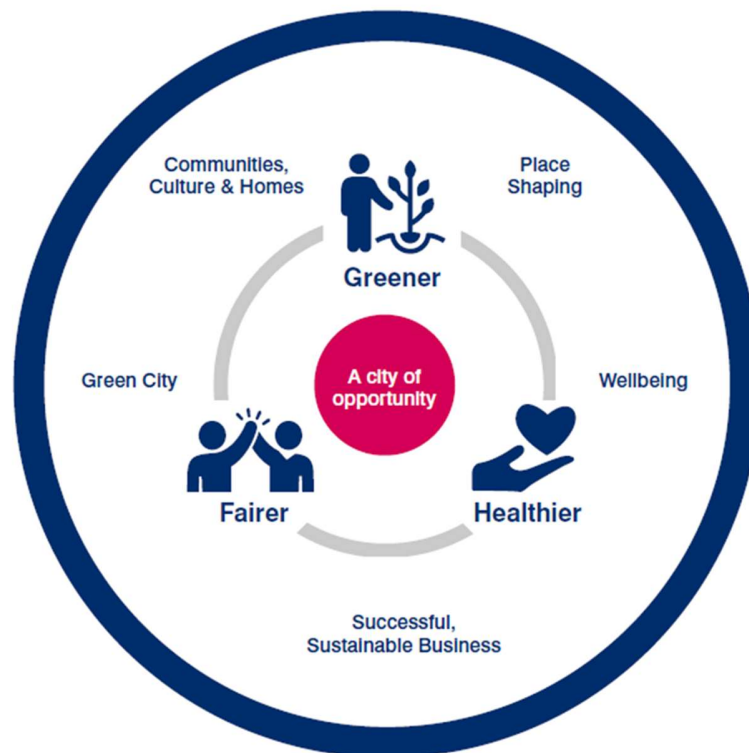 Communities,
Culture & Homes
Place
Shaping
Greener
Green City
A city of
opportunity
Wellbeing
Fairer
Healthier
Successful,
Sustainable Business